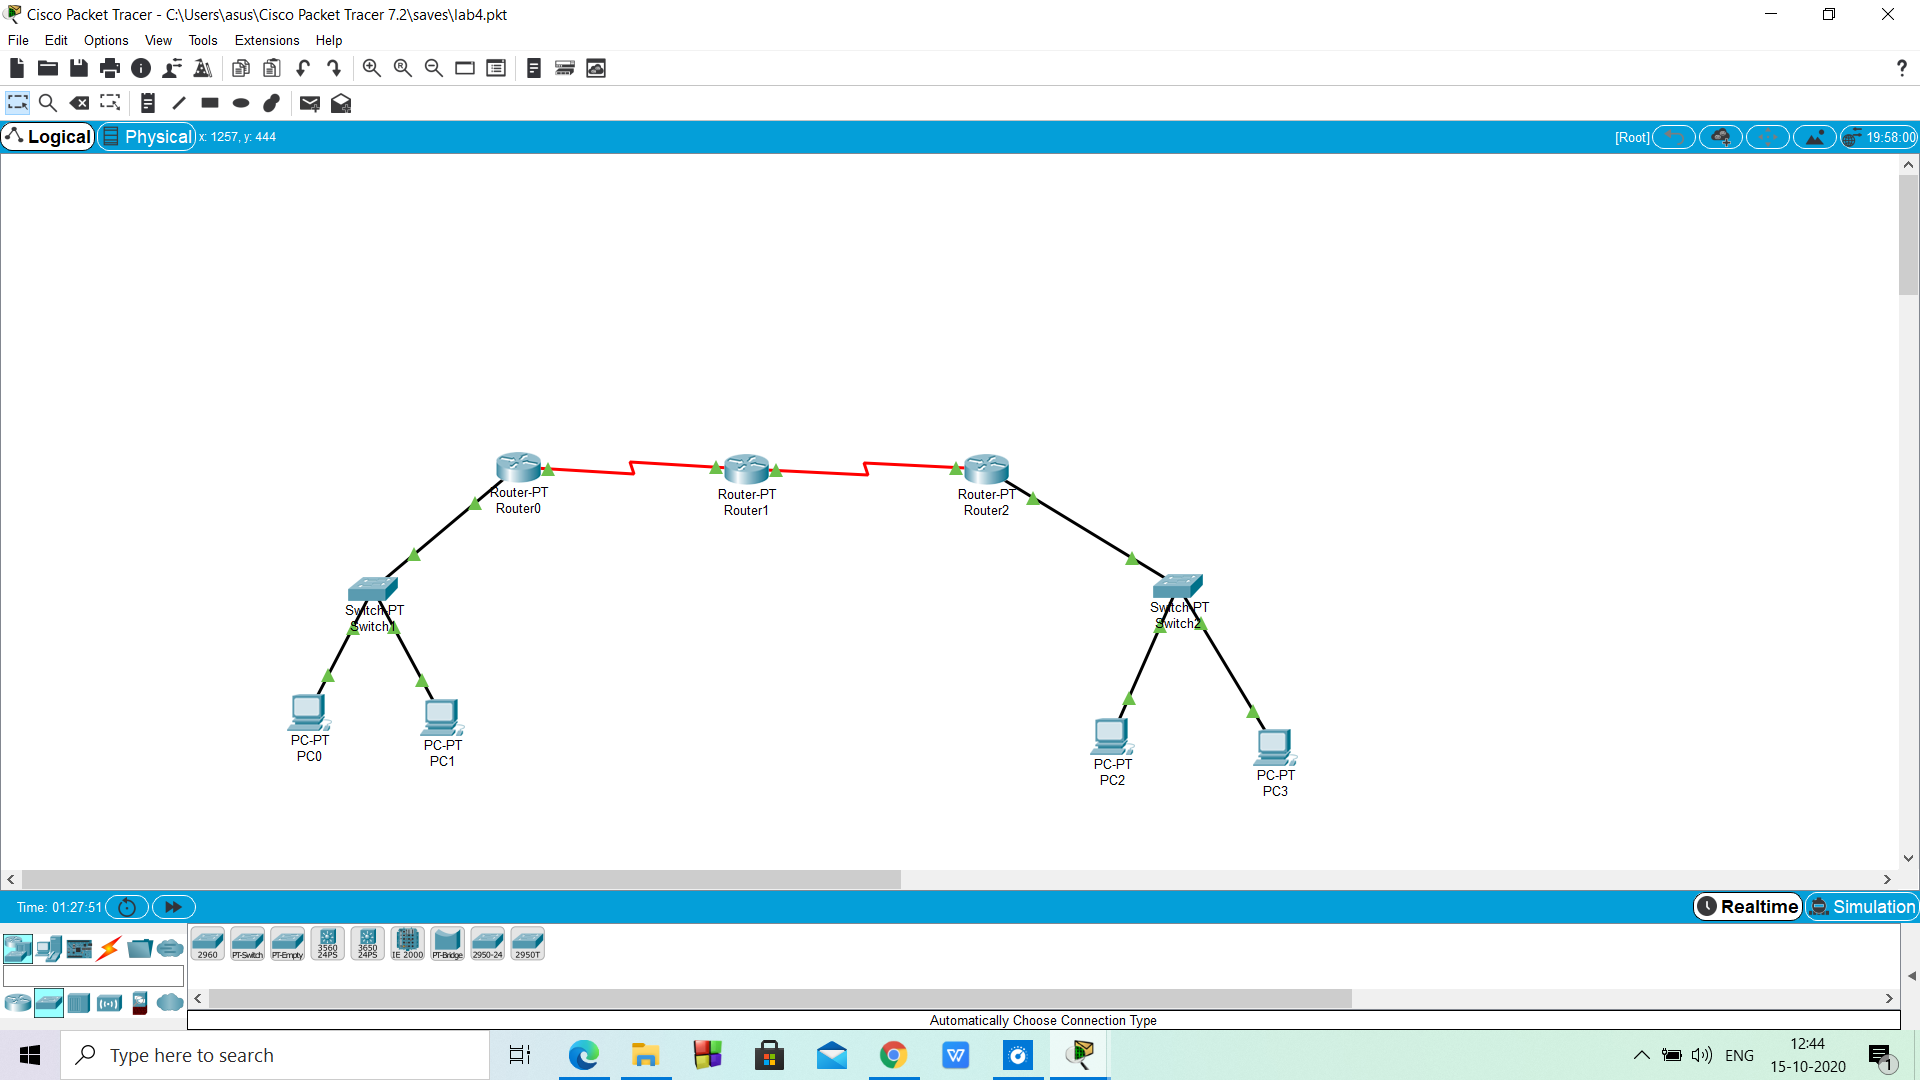 Cisco Packet Tracer - C:\Users\asus\Cisco Packet Tracer 7.2\saves\lab4.pkt
File Edit Options View Tools Extensions Help
?
Logical Physical x: 1257, y: 444 [Root] 19:58:00
Router-PT
Router0
Router-PT
Router1
Router-PT
Router2
Switch-PT
Switch1
Switch-PT
Switch2
PC-PT
PC0
PC-PT
PC1
PC-PT
PC2
PC-PT
PC3
Time: 01:27:51 Realtime Simulation
2960 PT-Switch PT-Empty 3560 24PS 3650 24PS IE 2000 PT-Bridge 2950-24 2950T
Automatically Choose Connection Type
Type here to search
ENG
12:44
15-10-2020
1